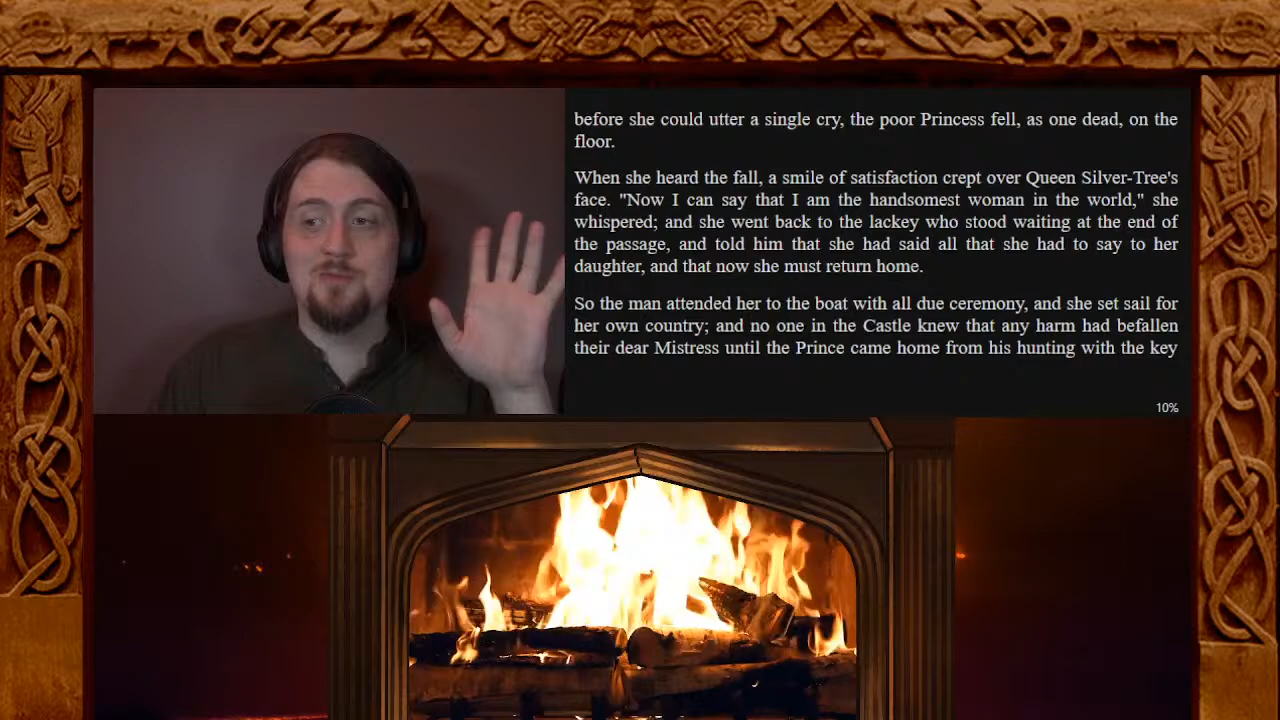 before she could utter a single cry, the poor Princess fell, as one dead, on the
floor.
When she heard the fall, a smile of satisfaction crept over Queen Silver-Tree's
face. "Now I can say that I am the handsomest woman in the world," she
whispered; and she went back to the lackey who stood waiting at the end of
the passage, and told him that she had said all that she had to say to her
daughter, and that now she must return home.
So the man attended her to the boat with all due ceremony, and she set sail for
her own country; and no one in the Castle knew that any harm had befallen
their dear Mistress until the Prince came home from his hunting with the key
10%